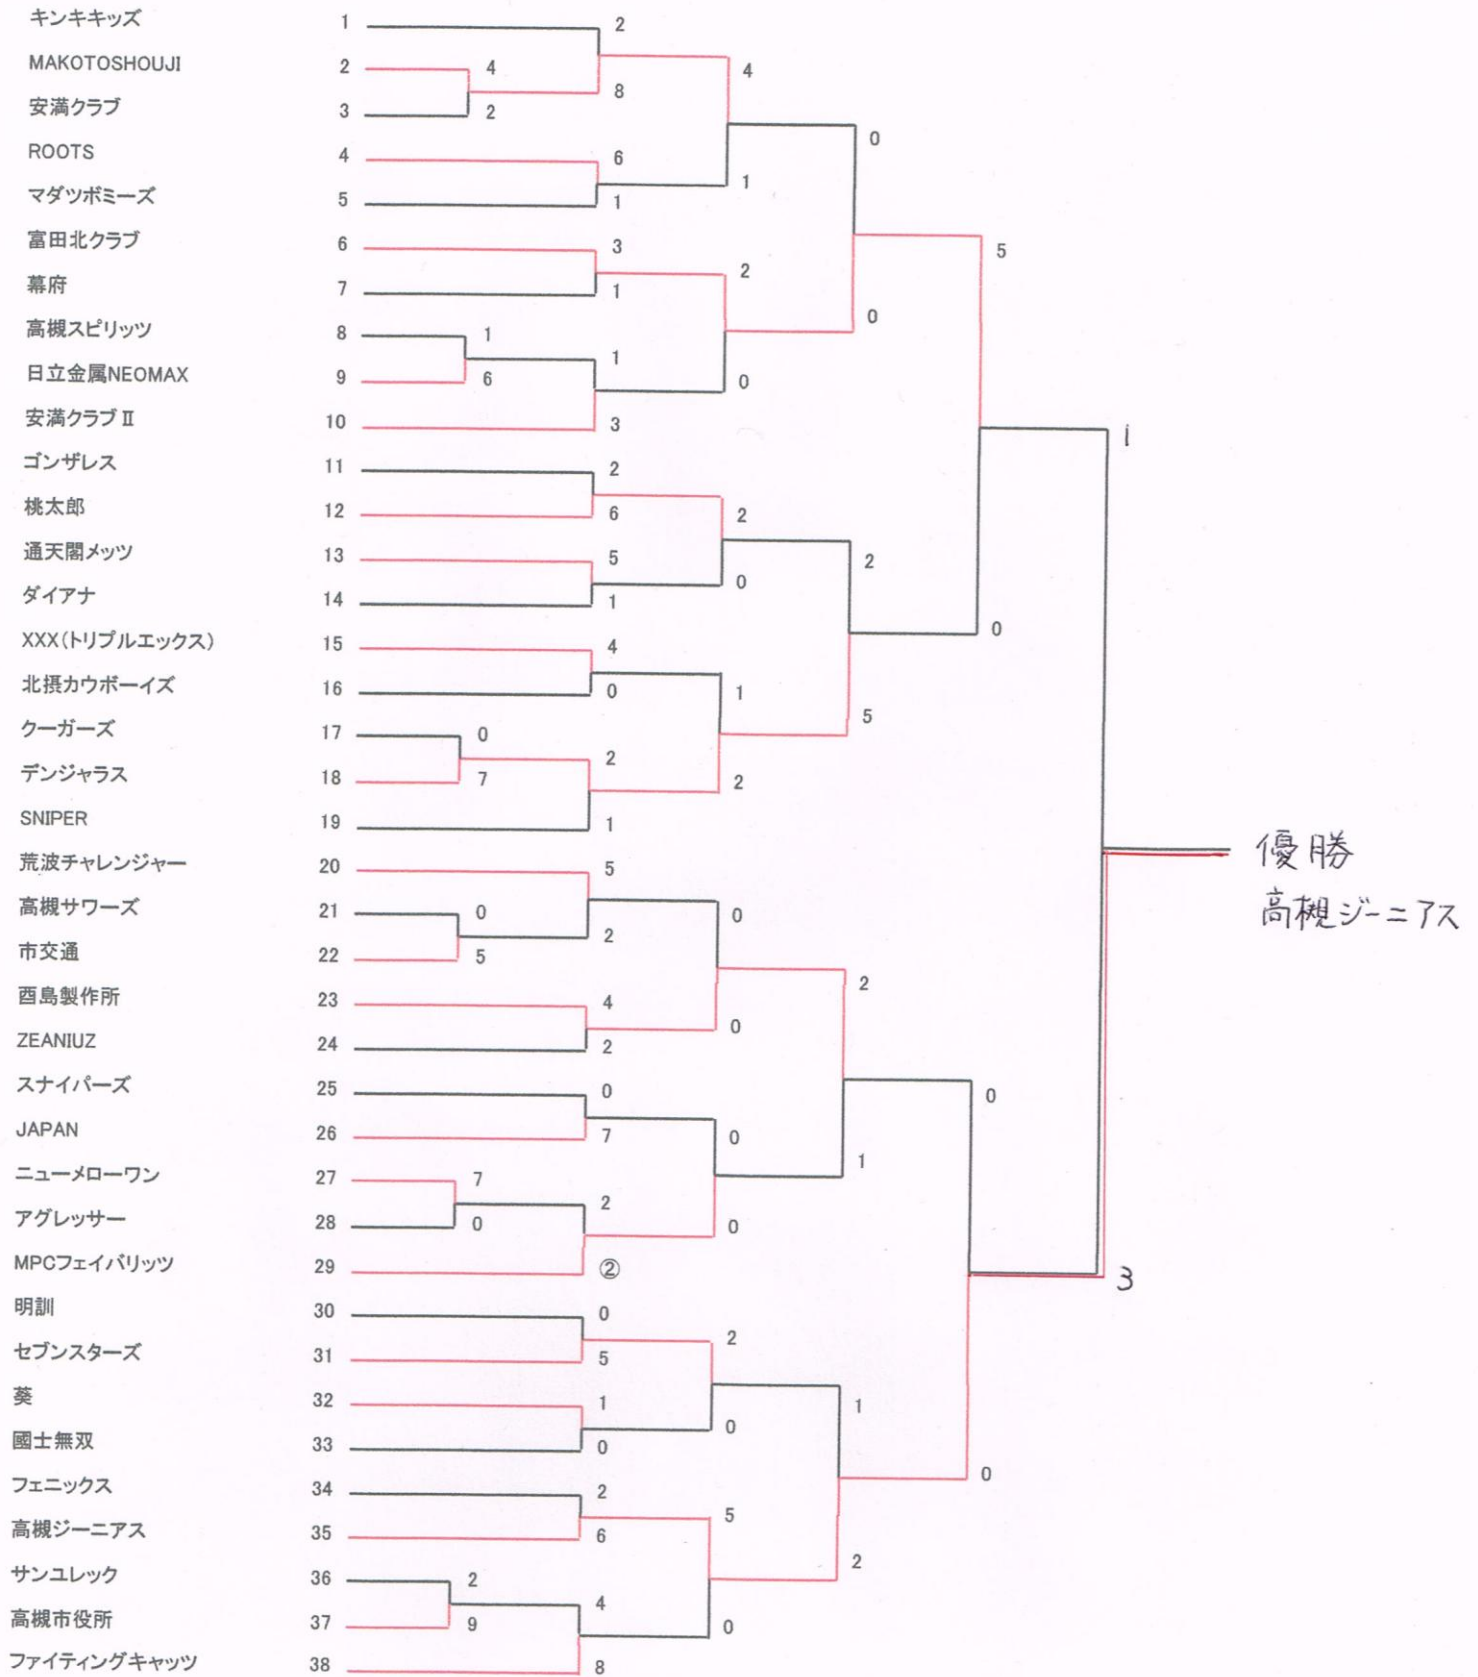 キンキキッズ 1 2
MAKOTOSHOUJI 2 4 4
8
安満クラブ 3 2
0
ROOTS 4 6
1
マダツボミーズ 5 1
富田北クラブ 6 3
5
2
幕府 7 1
0
高槻スピリッツ 8 1
1
日立金属NEOMAX 9 6
0
安満クラブⅡ 10 3
1
ゴンザレス 11 2
桃太郎 12 6 2
通天閣メッツ 13 5
2
0
ダイアナ 14 1
0
XXX(トリプルエックス) 15 4
北摂カウボーイズ 16 0 1
5
クーガーズ 17 0
2
デンジャラス 18 7 2
SNIPER 19 1
優勝
荒波チャレンジャー 20 5
高槻サワーズ 21 0 0
高槻ジーニアス
2
市交通 22 5
2
酉島製作所 23 4
0
ZEANIUZ 24 2
スナイパーズ 25 0
0
JAPAN 26 7 0
1
ニューメローワン 27 7
2
アグレッサー 28 0 0
MPCフェイバリッツ 29 ②
3
明訓 30 0
2
セブンスターズ 31 5
葵 32 1 1
0
國士無双 33 0
0
フェニックス 34 2
5
高槻ジーニアス 35 6
2
サンユレック 36 2
4
高槻市役所 37 9 0
ファイティングキャッツ 38 8